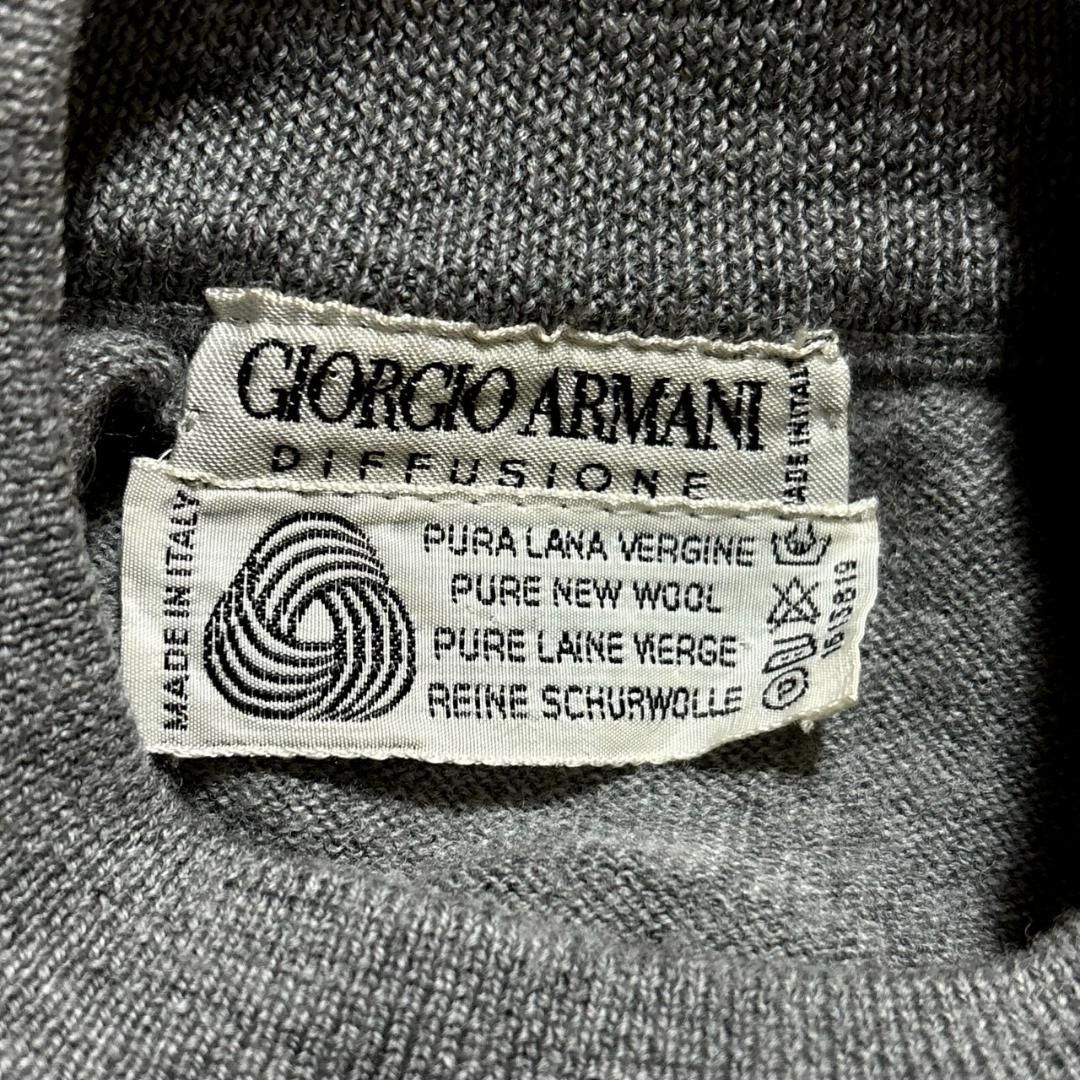 GIORGIO ARMANI
DIFFUSIONE
MADE IN ITALY
MADE IN ITALY
PURA LANA VERGINE
PURE NEW WOOL
PURE LAINE VIERGE
REINE SCHURWOLLE
P